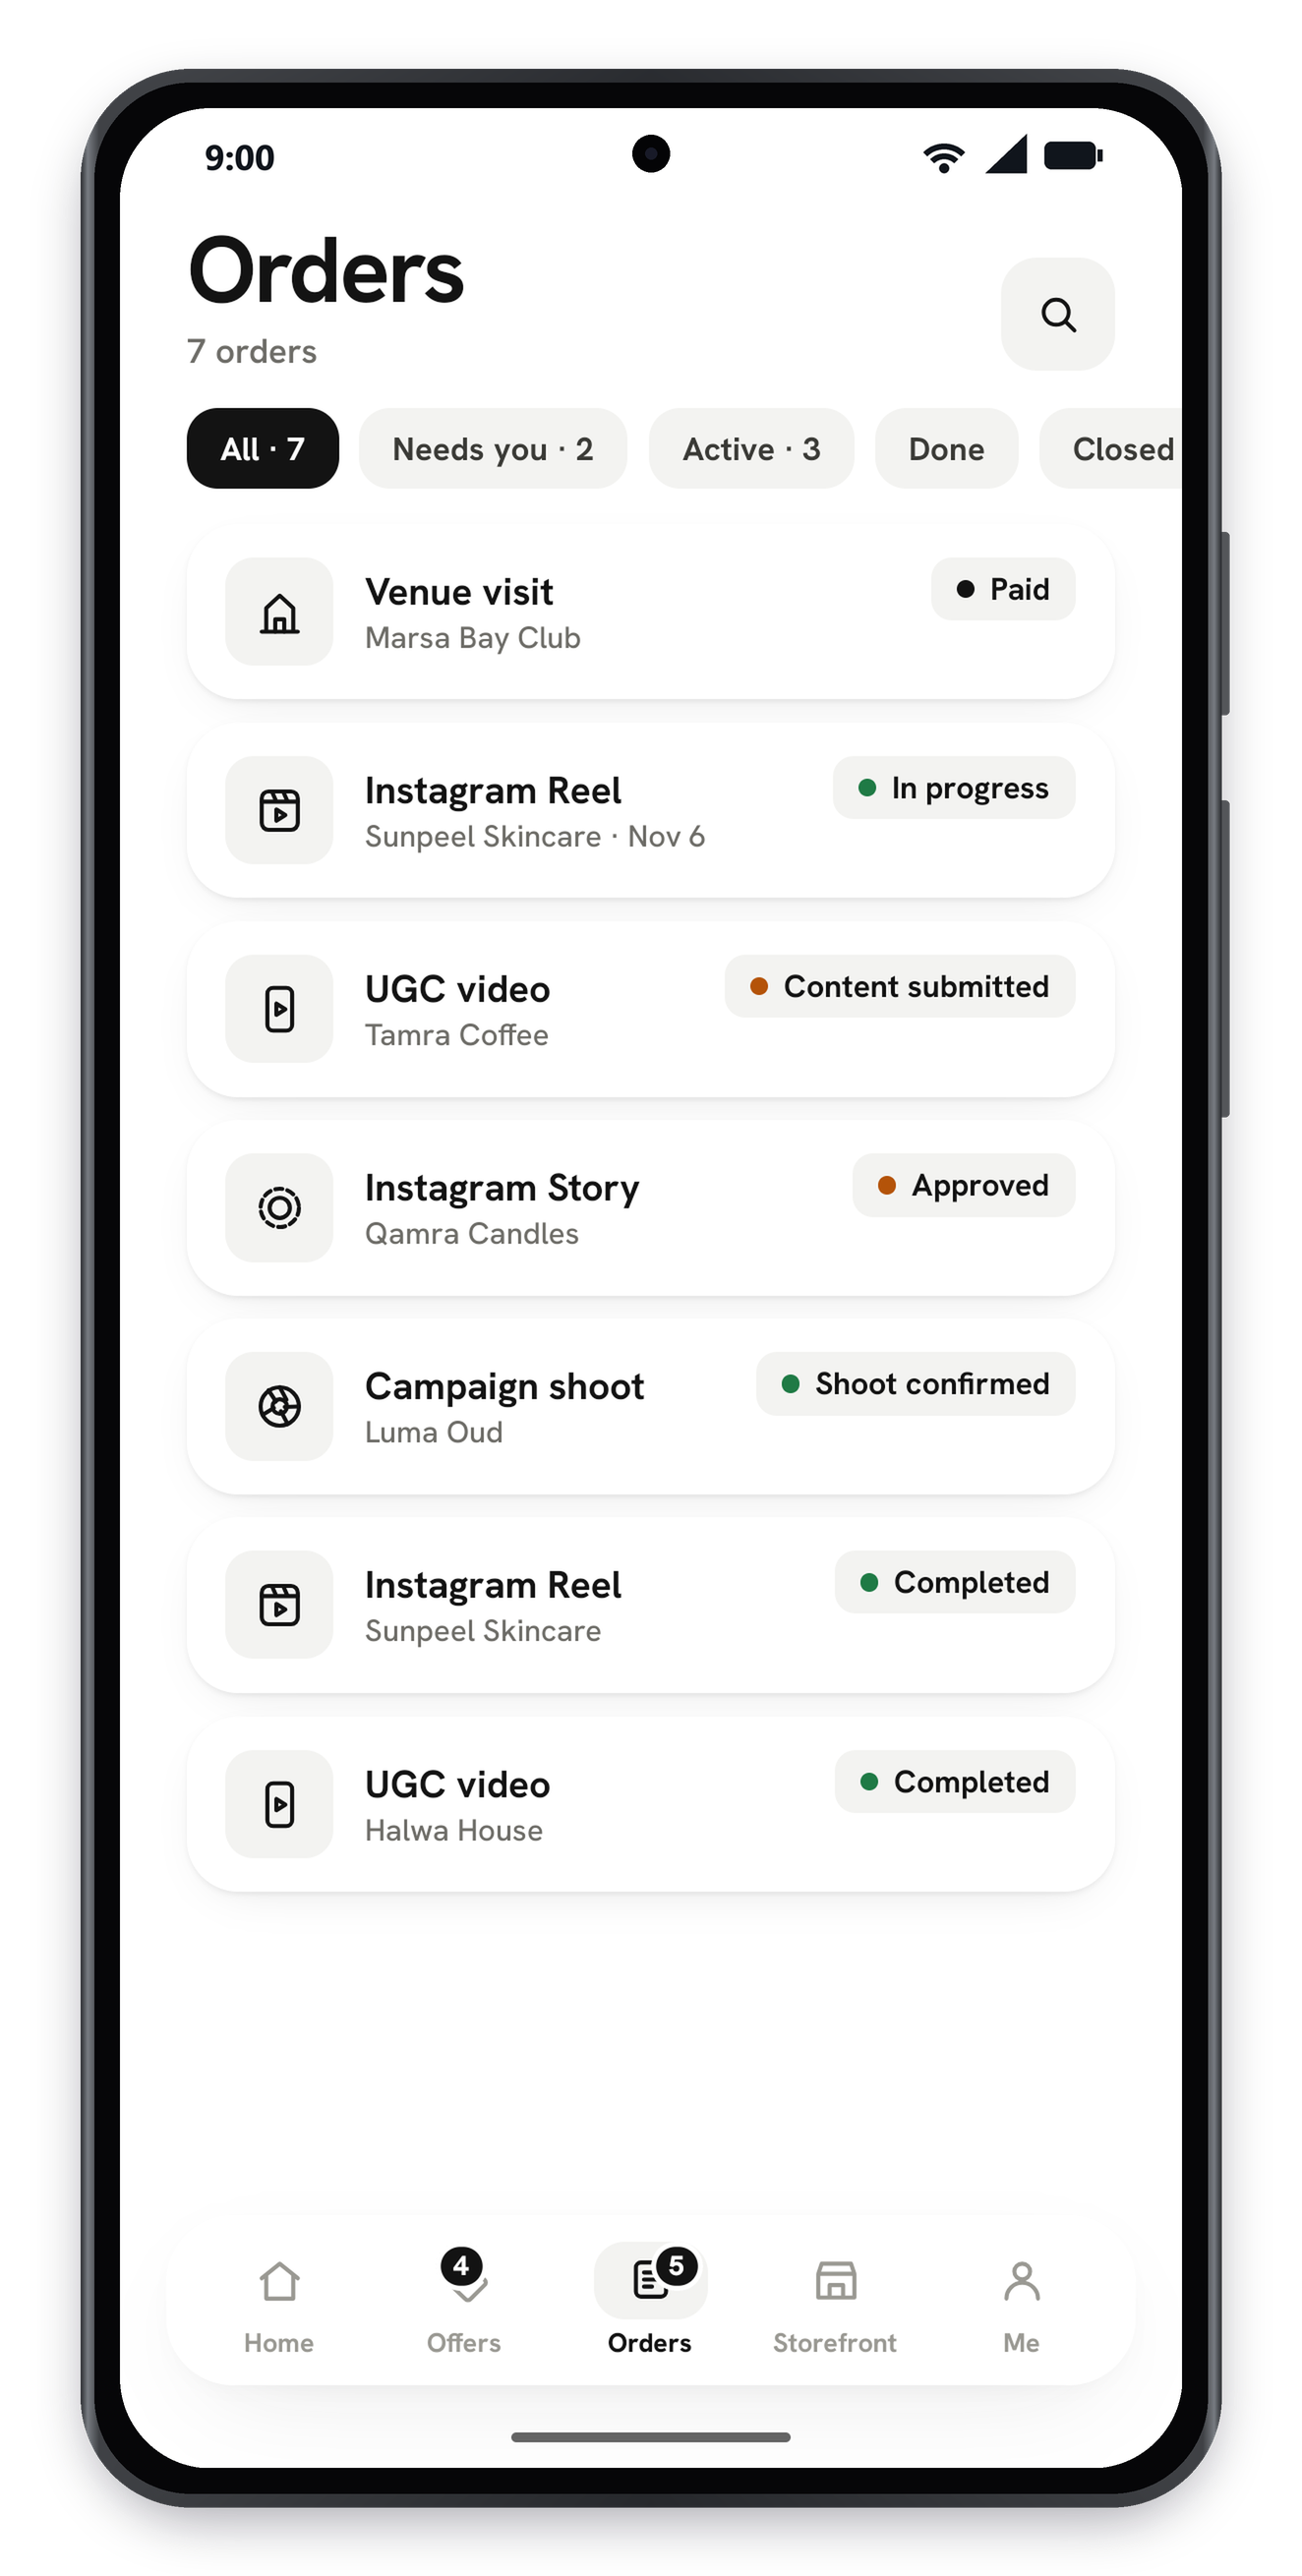 9:00
Orders
7 orders
All · 7
Needs you · 2
Active · 3
Done
Closed
Venue visit
Paid
Marsa Bay Club
Instagram Reel
In progress
Sunpeel Skincare · Nov 6
UGC video
Content submitted
Tamra Coffee
Instagram Story
Approved
Qamra Candles
Campaign shoot
Shoot confirmed
Luma Oud
Instagram Reel
Completed
Sunpeel Skincare
UGC video
Completed
Halwa House
4
5
Home
Offers
Orders
Storefront
Me